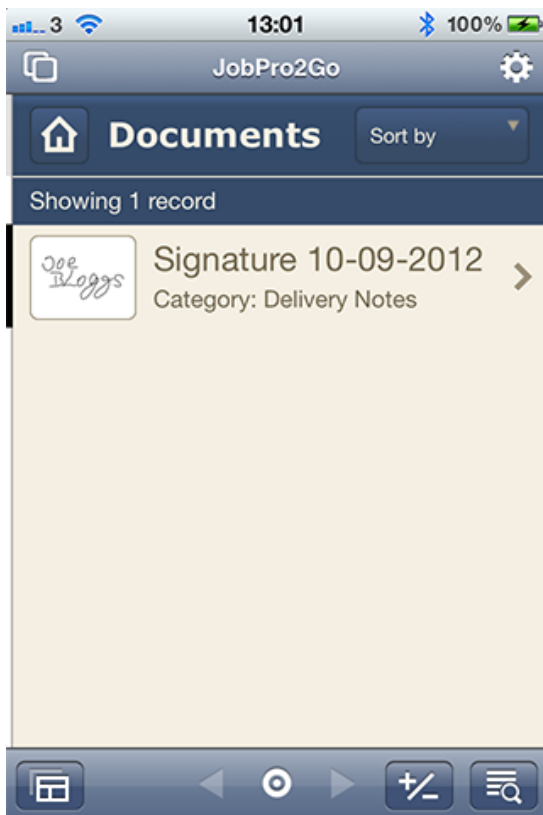 3 13:01 100%
JobPro2Go
Documents Sort by
Showing 1 record
Joe
Bloggs
Signature 10-09-2012
Category: Delivery Notes